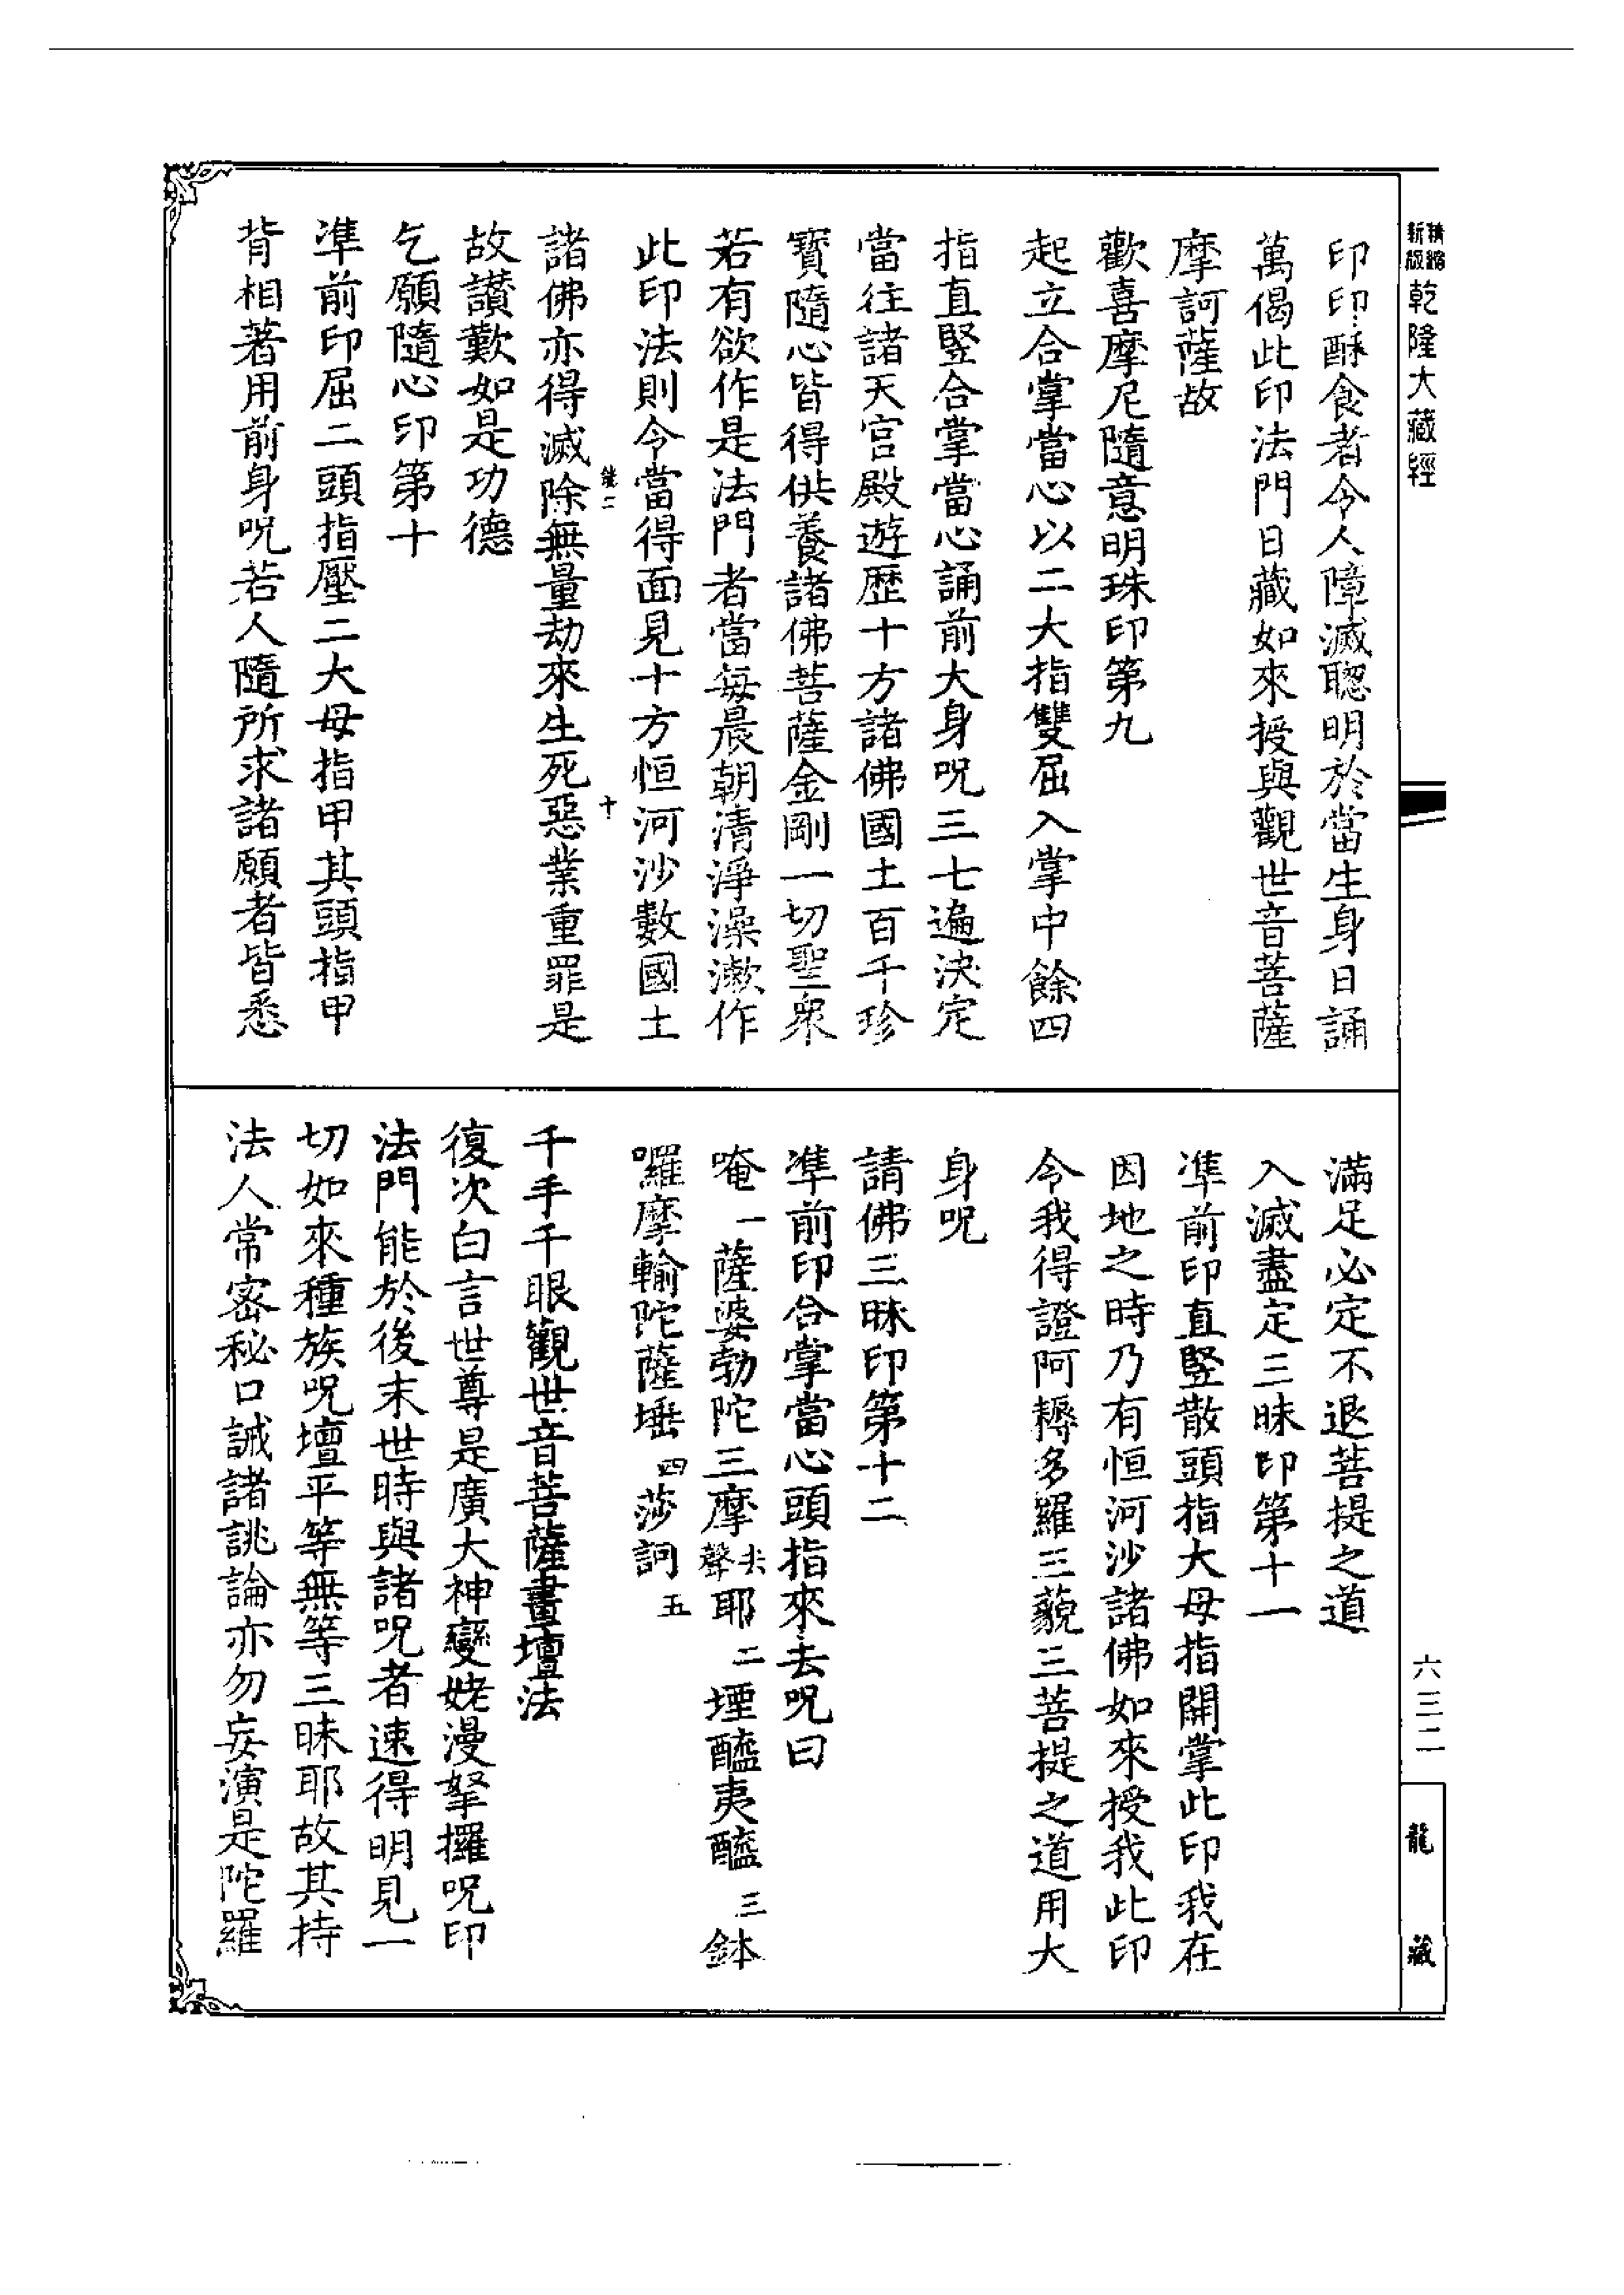 新版精縮
乾隆大藏經
印印酥食者令人障滅聰明於當生身日誦
萬偈此印法門日藏如來授與觀世音菩薩
摩訶薩故
歡喜摩尼隨意明珠印第九
起立合掌當心以二大指雙屈入掌中餘四
指直竪合掌當心誦前大身呪三七遍決定
當往諸天宮殿遊歷十方諸佛國土百千珍
寶隨心皆得供養諸佛菩薩金剛一切聖衆
若有欲作是法門者當每晨朝清淨澡漱作
此印法則今當得面見十方恒河沙數國土
十
諸佛亦得滅除無量劫來生死惡業重罪是
故讚歎如是功德
乞願隨心印第十
準前印屈二頭指壓二大母指甲其頭指甲
背相著用前身呪若人隨所求諸願者皆悉
滿足必定不退菩提之道
入滅盡定三昧印第十一
準前印直竪散頭指大母指開掌此印我在
因地之時乃有恒河沙諸佛如來授我此印
令我得證阿耨多羅三藐三菩提之道用大
身呪
請佛三昧印第十二
準前印合掌當心頭指來去呪曰
唵一薩婆勃陀三摩去聲耶二堙醯夷醯三鉢
囉摩輸陀薩埵四莎訶五
千手千眼觀世音菩薩畫壇法
復次白言世尊是廣大神變姥漫拏攞呪印
法門能於後末世時與諸呪者速得明見一
切如來種族呪壇平等無等三昧耶故其持
法人常密秘口誡諸誂論亦勿妄演是陀羅
六三二
龍藏